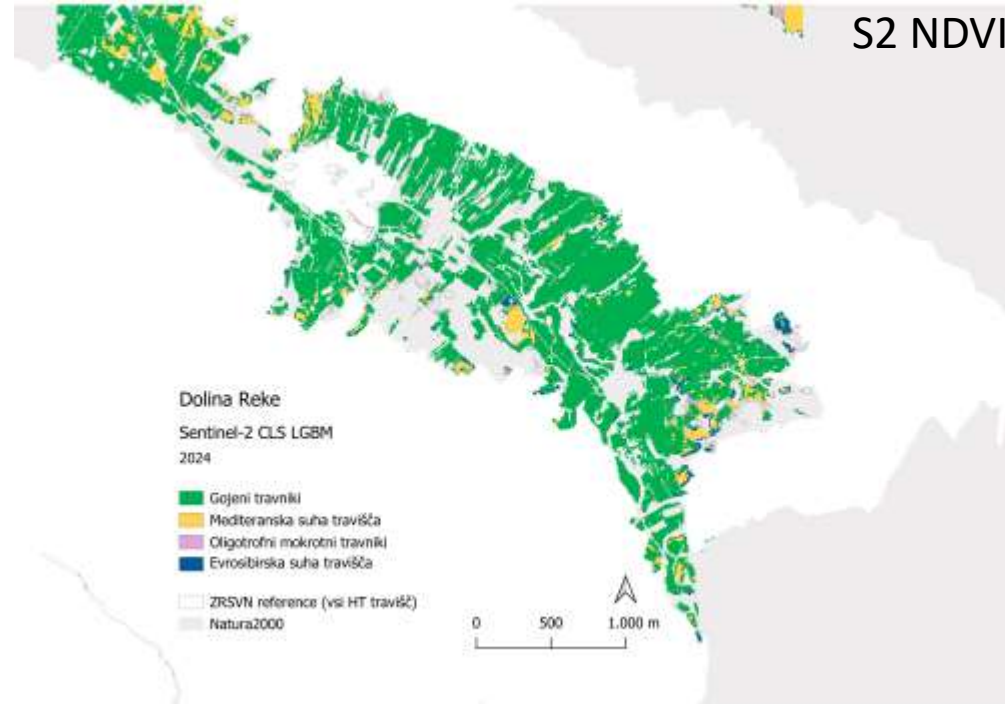 S2 NDVI
Dolina Reke
Sentinel-2 CLS LGBM
2024
Gojeni travniki
Mediteranska suha travišča
Oligotrofni mokrotni travniki
Evrosibirska suha travišča
ZRSVN reference (vsi HT travišč)
Natura2000
0 500 1.000 m